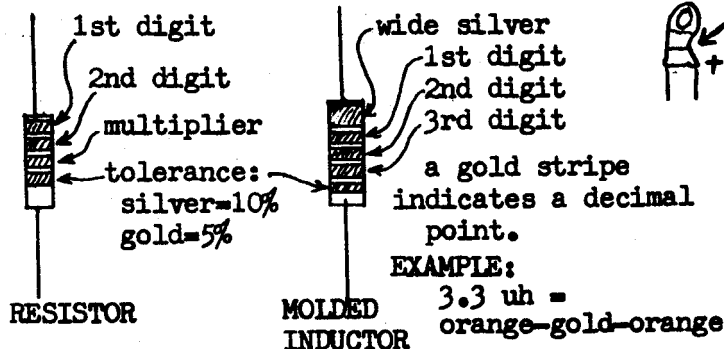 1st digit
2nd digit
multiplier
tolerance:
silver=10%
gold=5%
RESISTOR
wide silver
1st digit
2nd digit
3rd digit
a gold stripe
indicates a decimal
point.
EXAMPLE:
3.3 uh =
orange-gold-orange
MOLDED
INDUCTOR
+